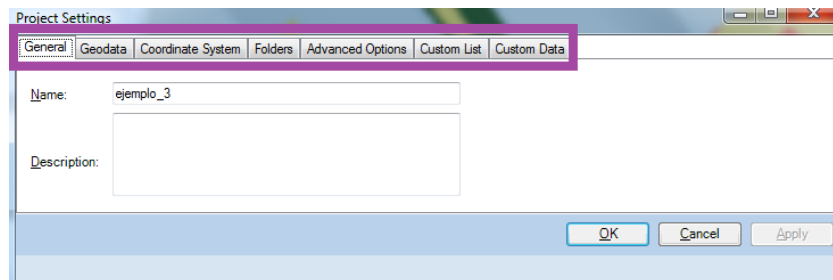 Project Settings
General Geodata Coordinate System Folders Advanced Options Custom List Custom Data
Name: ejemplo_3
Description:
OK Cancel Apply